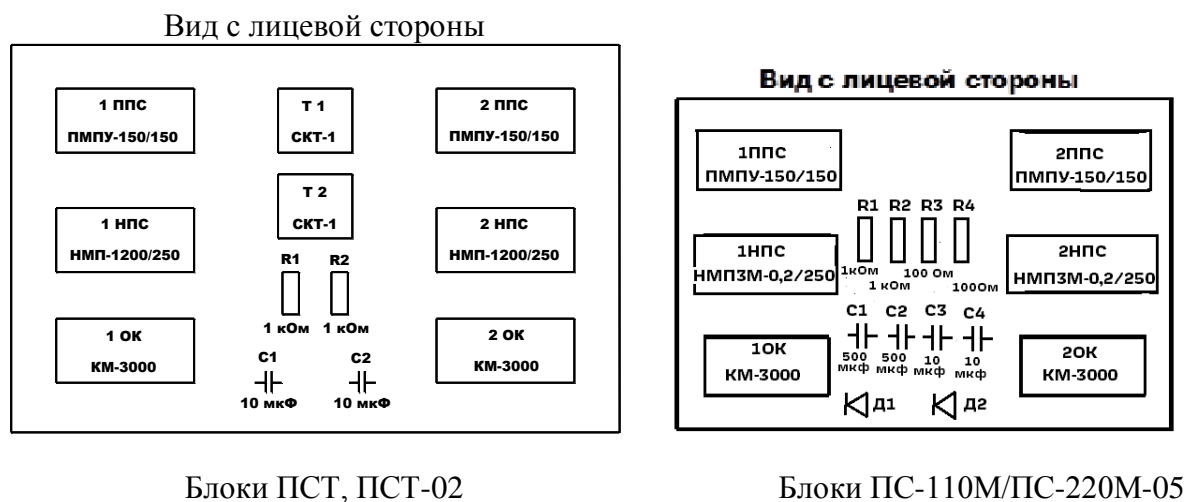 Вид с лицевой стороны
1 ППС
ПМПУ-150/150
Т 1
СКТ-1
2 ППС
ПМПУ-150/150
Т 2
СКТ-1
1 НПС
НМП-1200/250
2 НПС
НМП-1200/250
R1 R2
1 кОм 1 кОм
1 ОК
КМ-3000
2 ОК
КМ-3000
С1 С2
10 мкФ 10 мкФ
Блоки ПСТ, ПСТ-02
Вид с лицевой стороны
1ППС
ПМПУ-150/150
2ППС
ПМПУ-150/150
R1 R2 R3 R4
1кОм 1 кОм 100 Ом 100Ом
1НПС
НМПЗМ-0,2/250
2НПС
НМПЗМ-0,2/250
С1 С2 С3 С4
500 мкф 500 мкф 10 мкф 10 мкф
1ОК
КМ-3000
2ОК
КМ-3000
Д1 Д2
Блоки ПС-110М/ПС-220М-05